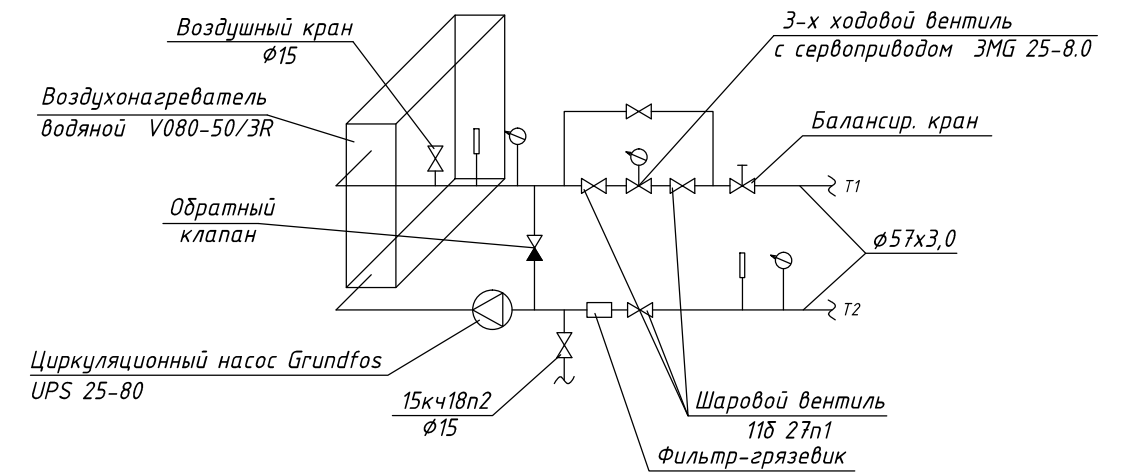 Воздушный кран
Ф15
3-х ходовой вентиль
с сервоприводом 3MG 25-8.0
Воздухонагреватель
водяной V080-50/3R
Балансир. кран
T1
Обратный
клапан
Ф57x3,0
T2
Циркуляционный насос Grundfos
UPS 25-80
15кч18п2
Ф15
Шаровой вентиль
11б 27п1
Фильтр-грязевик